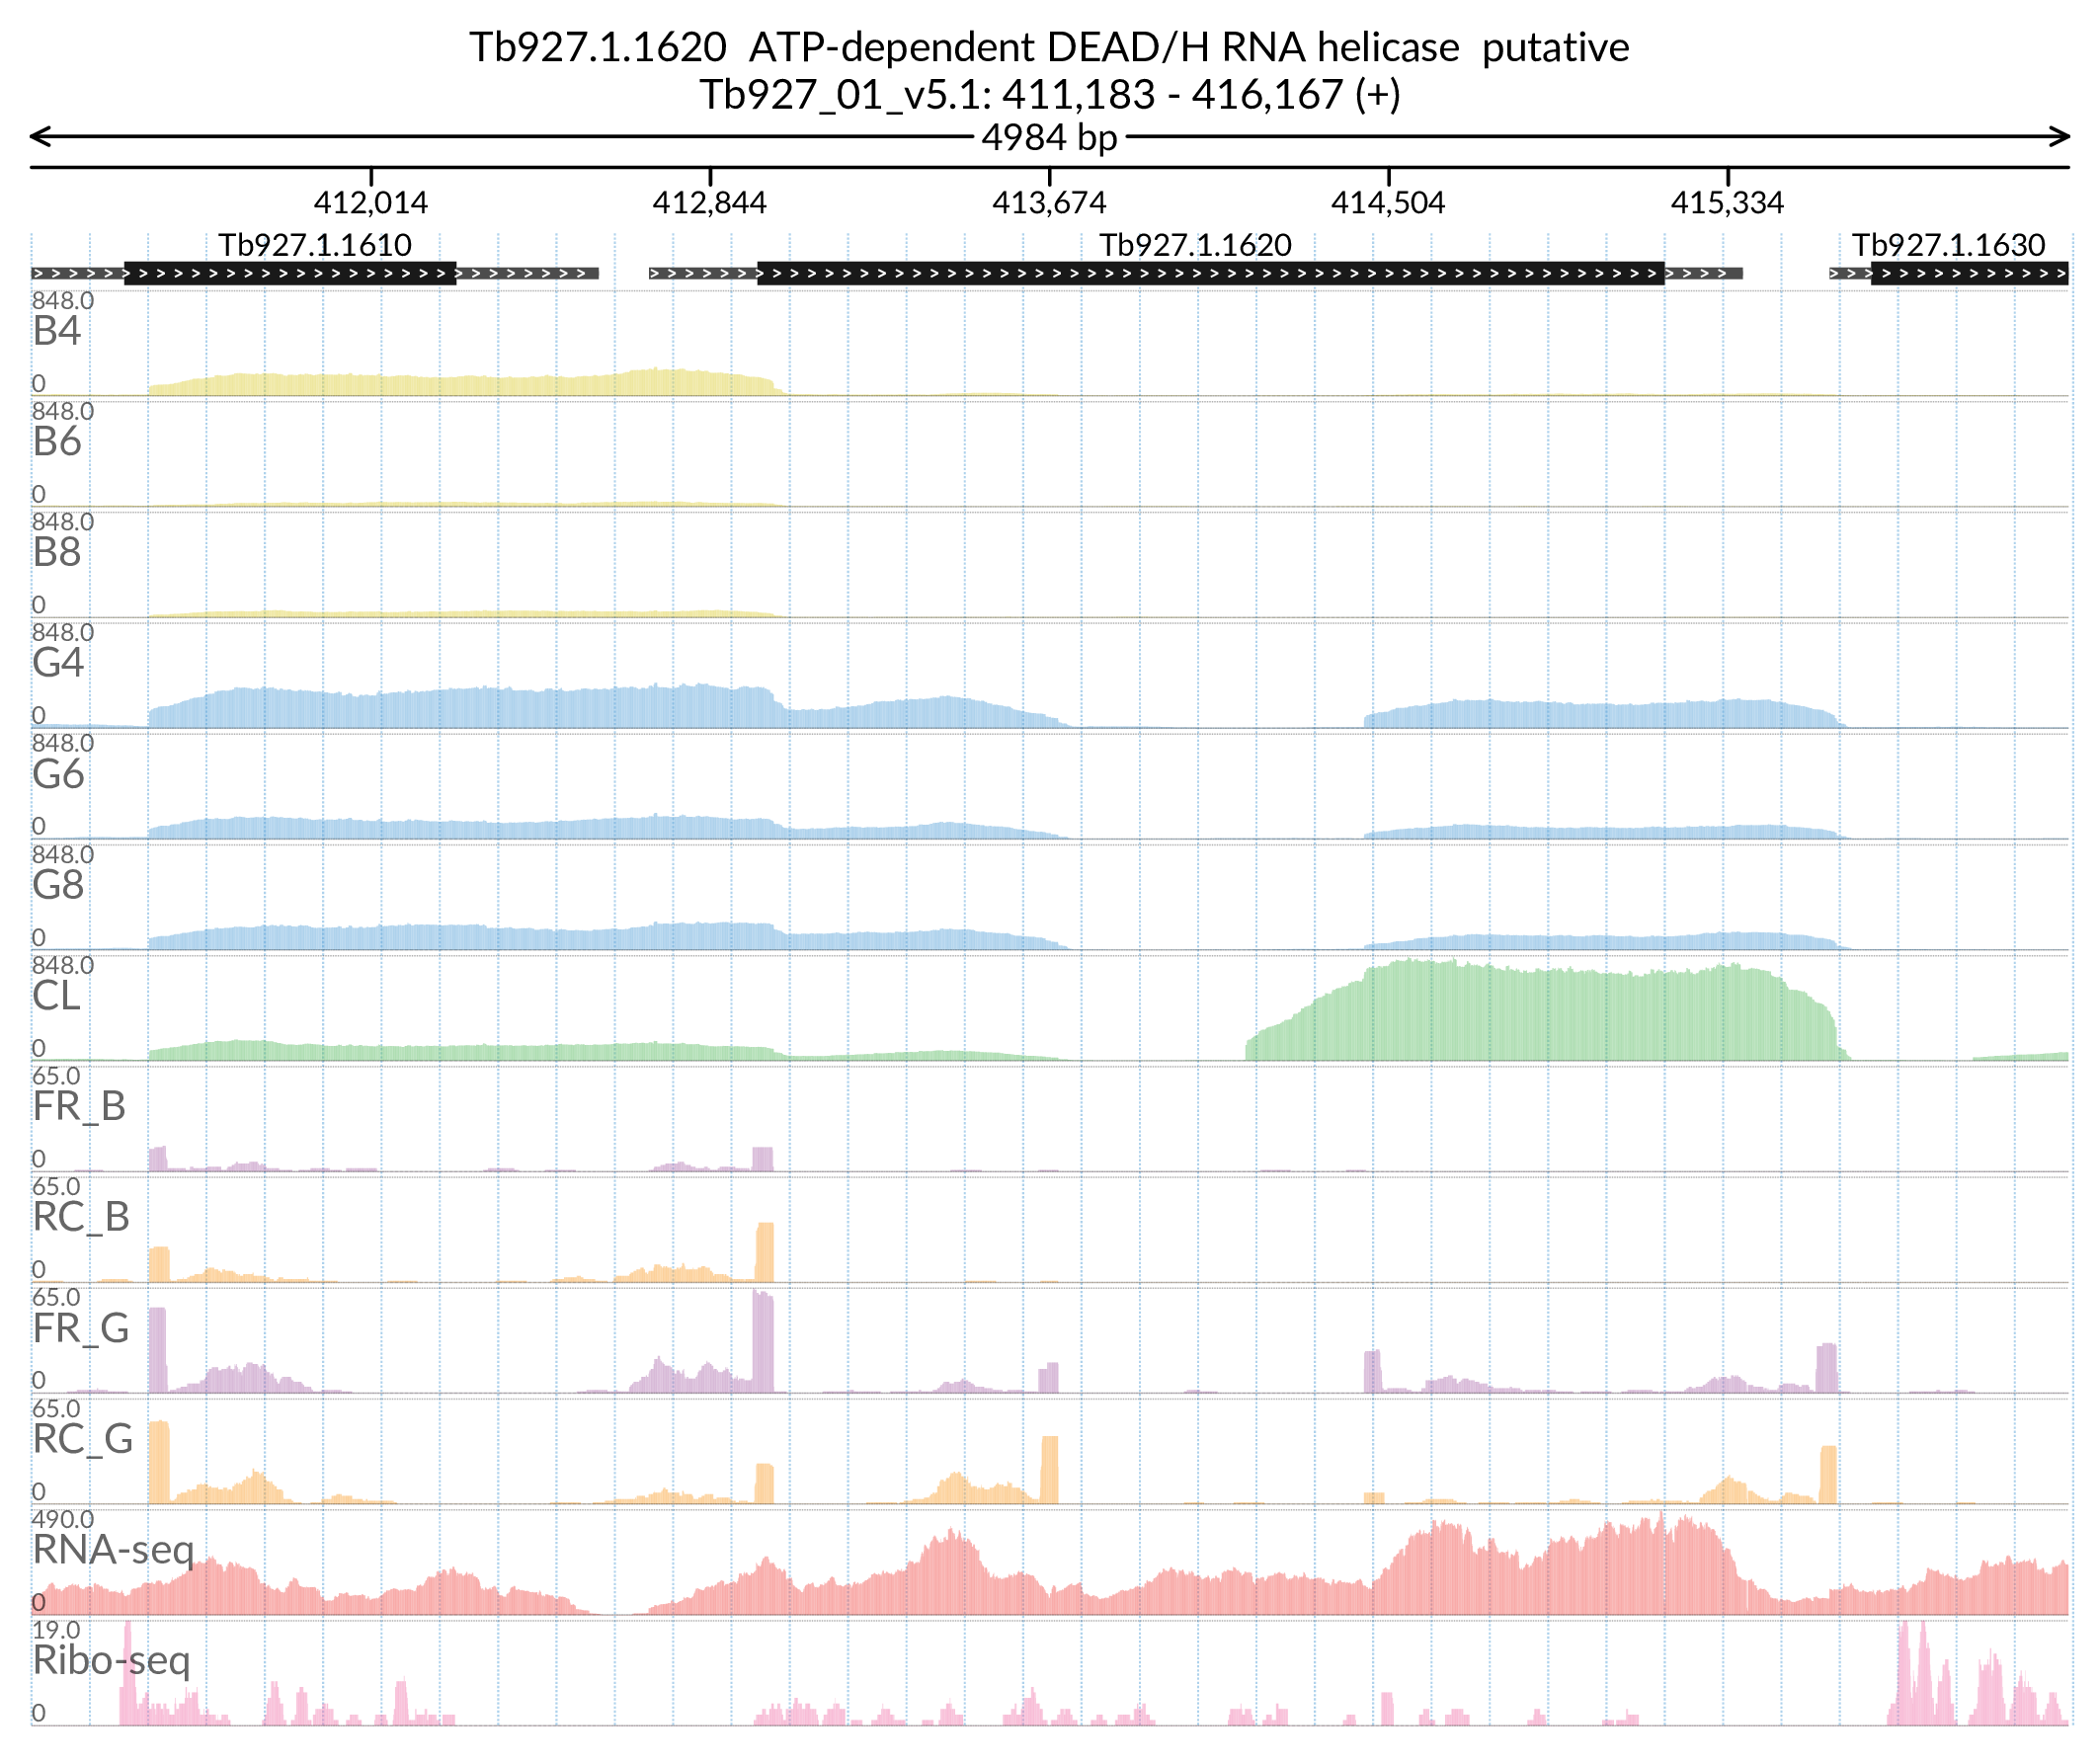 Tb927.1.1620  ATP-dependent DEAD/H RNA helicase  putative
Tb927_01_v5.1: 411,183 - 416,167 (+)
4984 bp
412,014 412,844 413,674 414,504 415,334
Tb927.1.1610 Tb927.1.1620 Tb927.1.1630
848.0
B4
0
848.0
B6
0
848.0
B8
0
848.0
G4
0
848.0
G6
0
848.0
G8
0
848.0
CL
0
65.0
FR_B
0
65.0
RC_B
0
65.0
FR_G
0
65.0
RC_G
0
490.0
RNA-seq
0
19.0
Ribo-seq
0